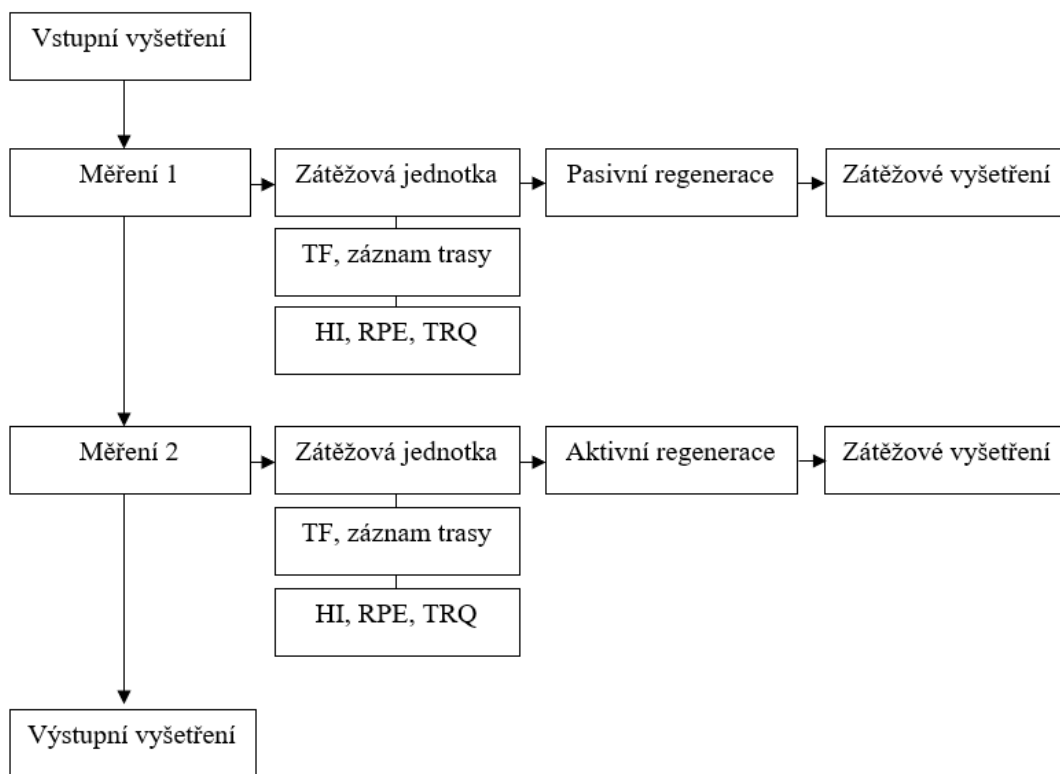 Vstupní vyšetření
Měření 1
Zátěžová jednotka
Pasivní regenerace
Zátěžové vyšetření
TF, záznam trasy
HI, RPE, TRQ
Měření 2
Zátěžová jednotka
Aktivní regenerace
Zátěžové vyšetření
TF, záznam trasy
HI, RPE, TRQ
Výstupní vyšetření